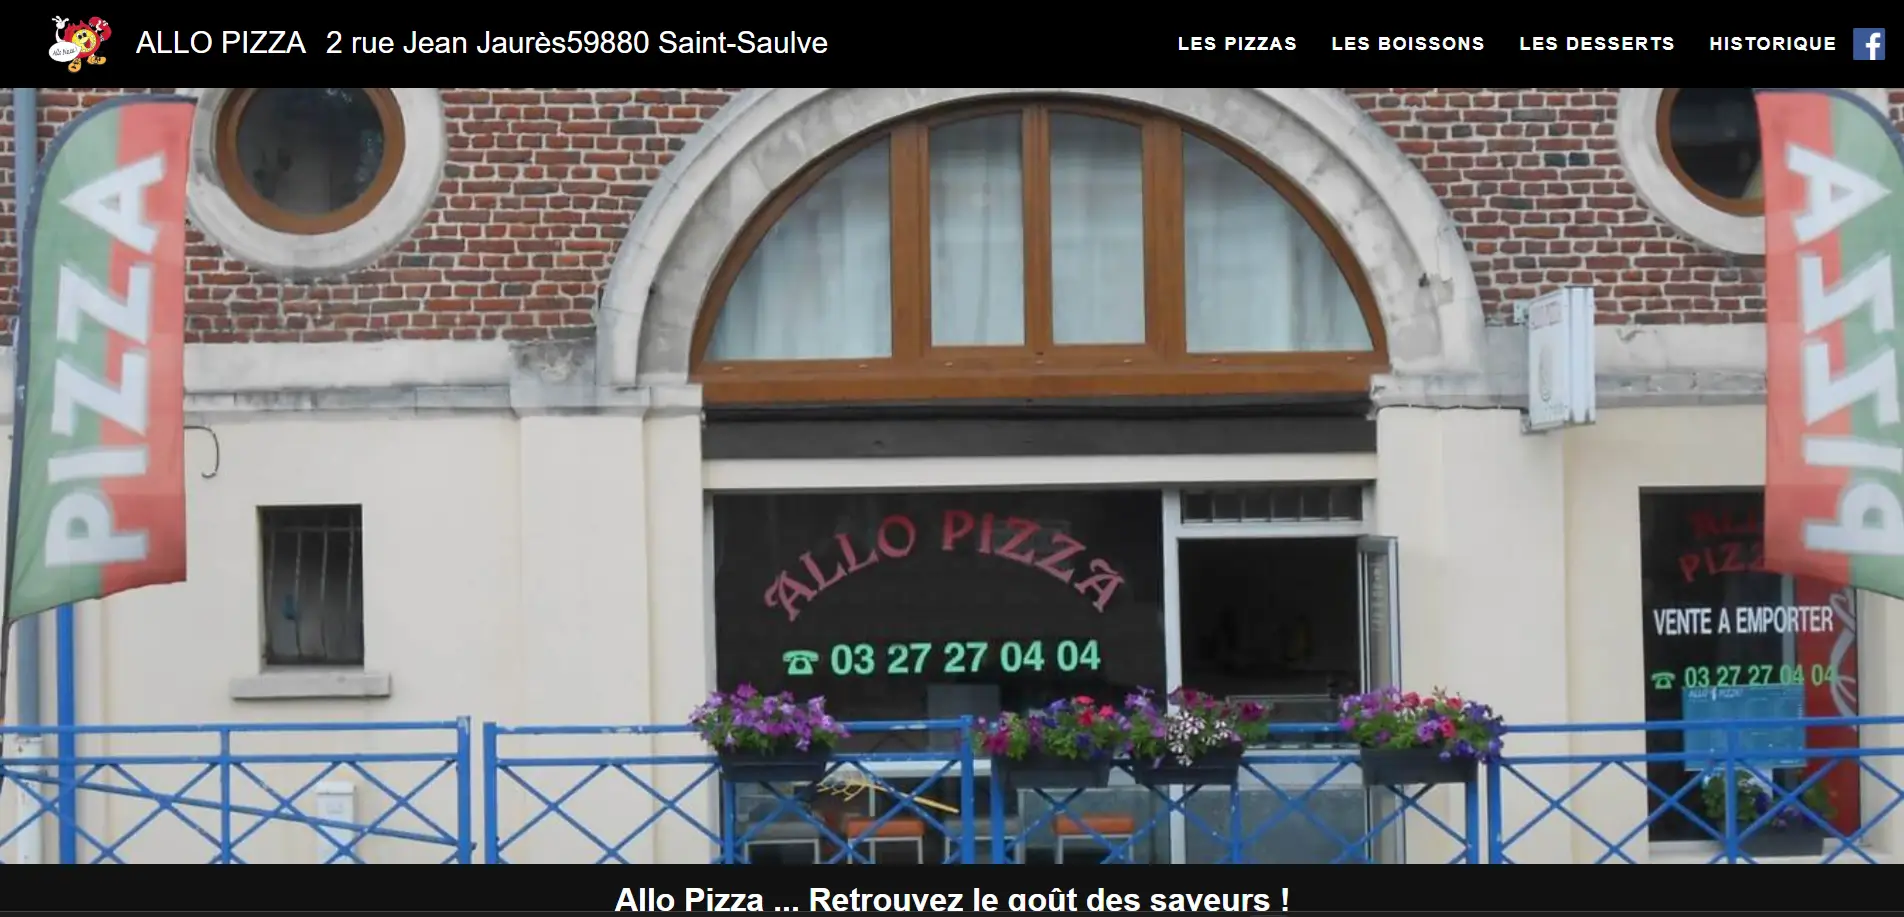 ALLO PIZZA 2 rue Jean Jaurès59880 Saint-Saulve
LES PIZZAS LES BOISSONS LES DESSERTS HISTORIQUE
PIZZA
PIZZA
ALLO PIZZA
☎ 03 27 27 04 04
VENTE A EMPORTER
☎ 03 27 27 04 04
Allo Pizza ... Retrouvez le goût des saveurs !